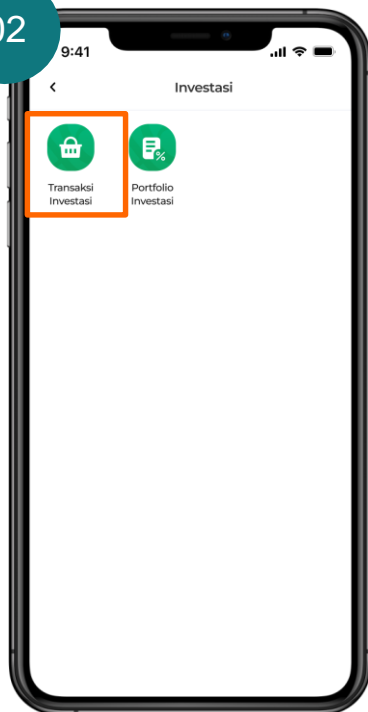 02
9:41
Investasi
Transaksi
Investasi
Portfolio
Investasi